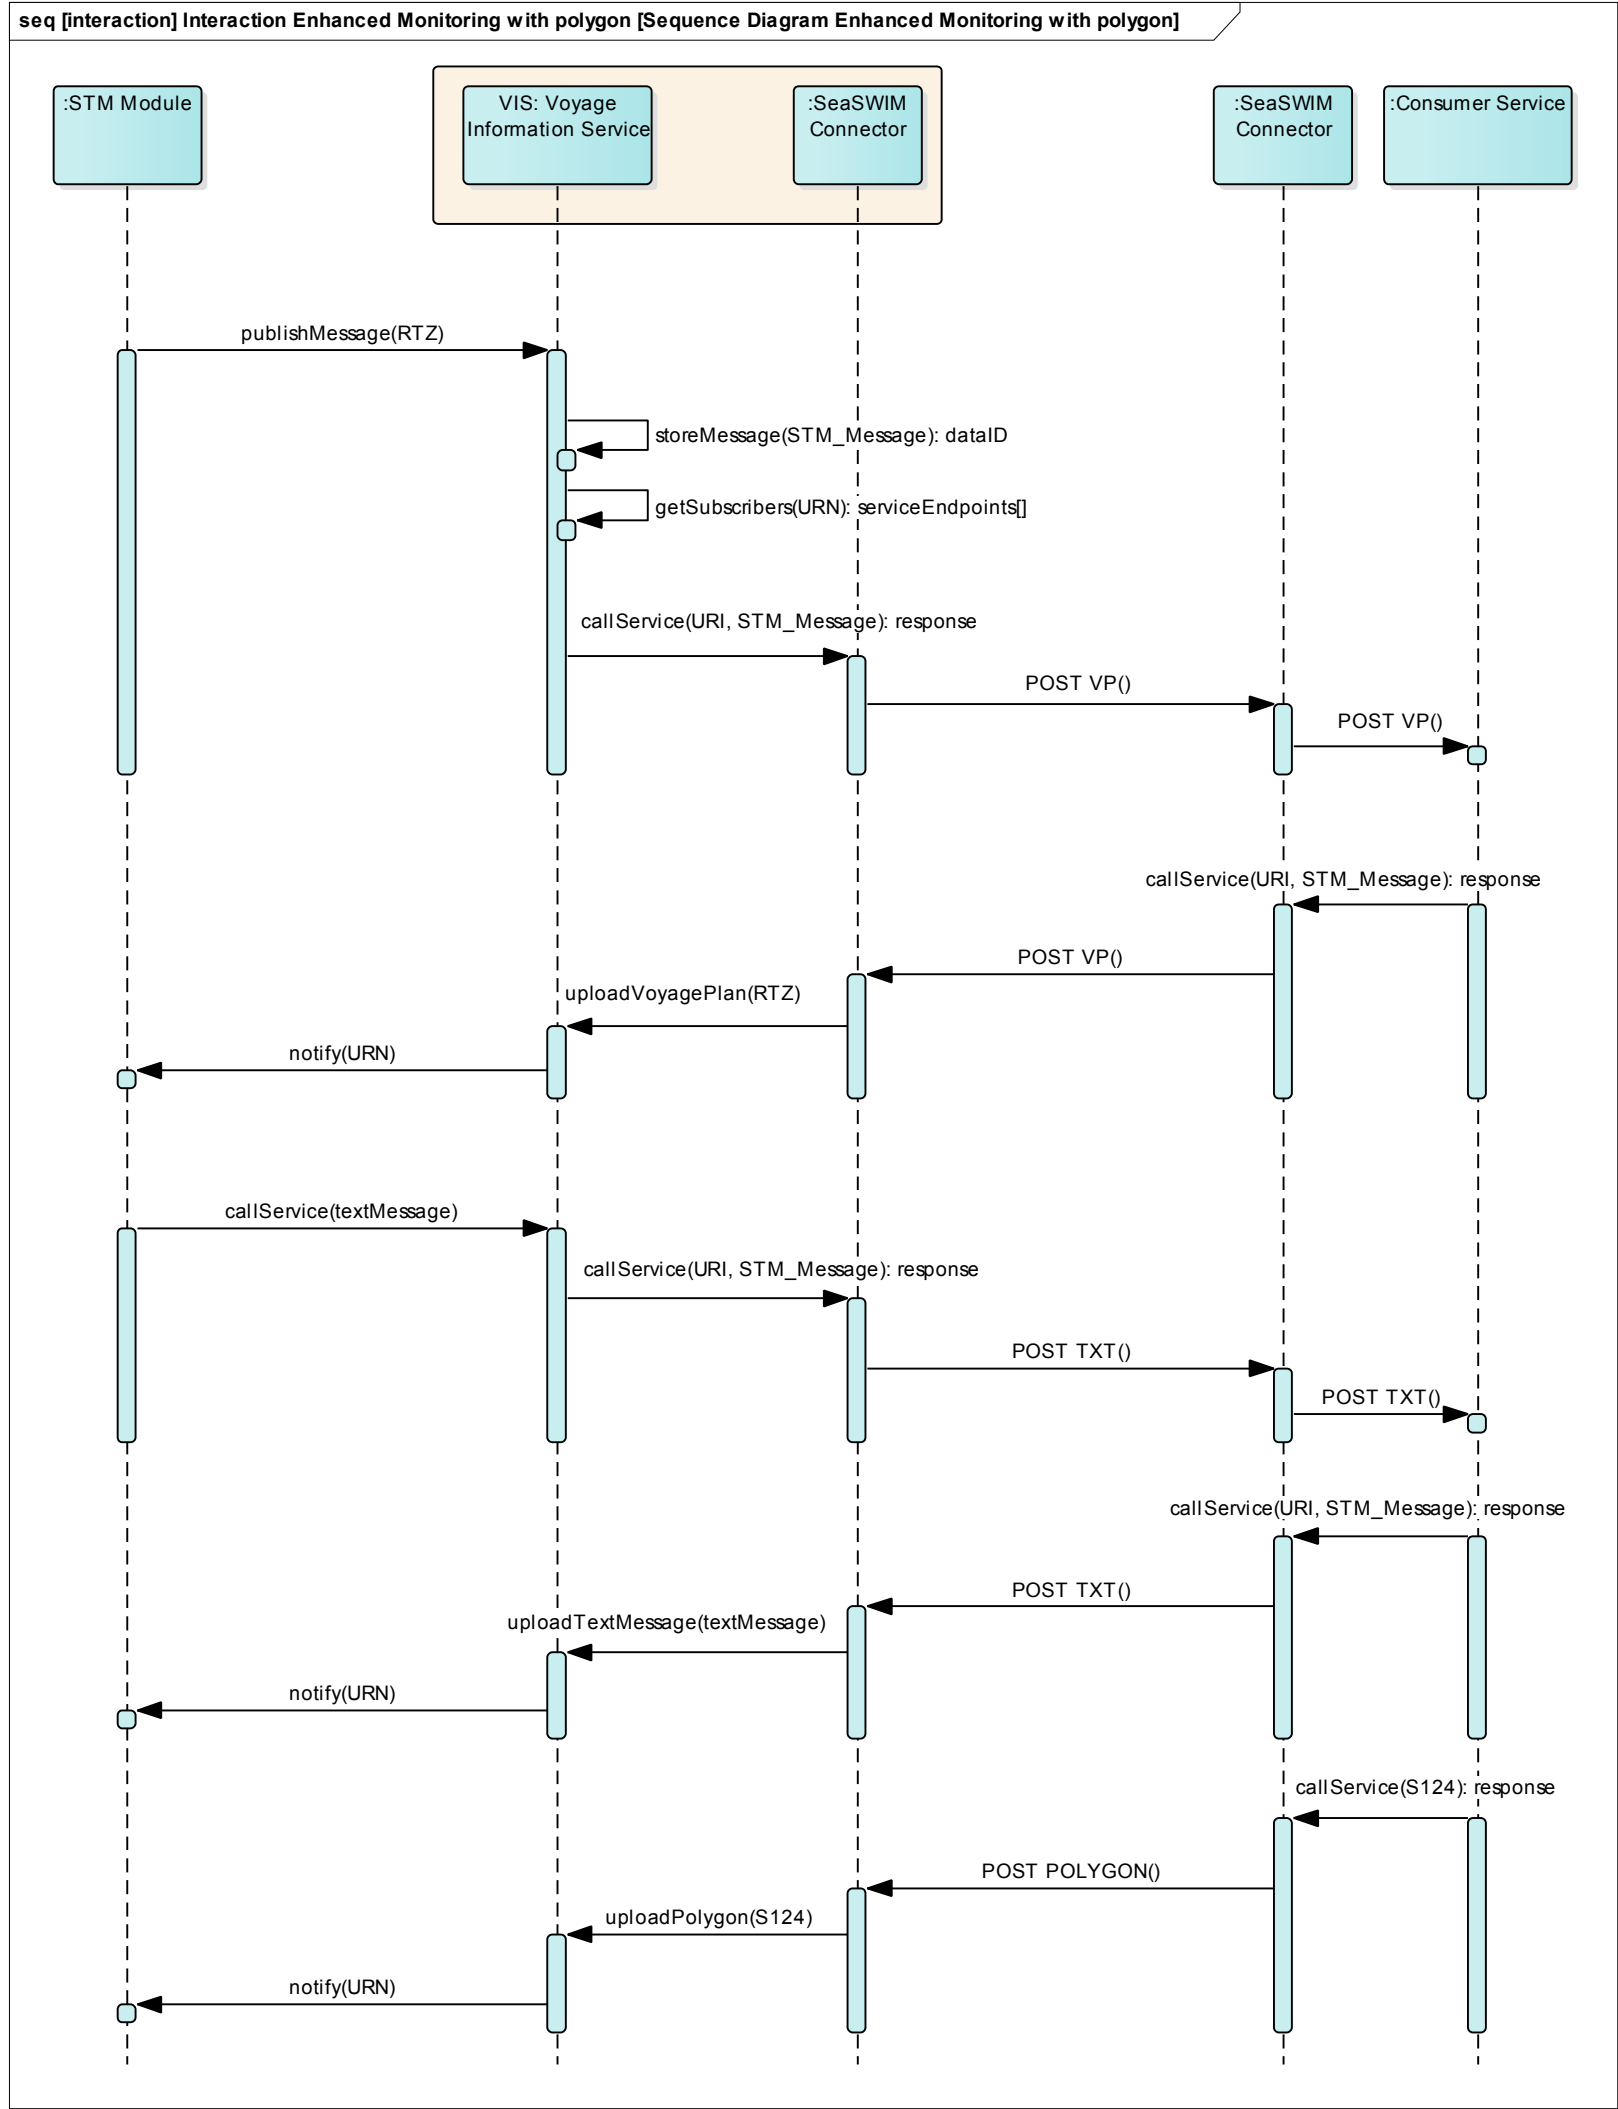 seq [interaction] Interaction Enhanced Monitoring with polygon [Sequence Diagram Enhanced Monitoring with polygon]
:STM Module
VIS: Voyage
Information Service
:SeaSWIM
Connector
:SeaSWIM
Connector
:Consumer Service
publishMessage(RTZ)
storeMessage(STM_Message): dataID
getSubscribers(URN): serviceEndpoints[]
callService(URI, STM_Message): response
POST VP()
POST VP()
callService(URI, STM_Message): response
POST VP()
uploadVoyagePlan(RTZ)
notify(URN)
callService(textMessage)
callService(URI, STM_Message): response
POST TXT()
POST TXT()
callService(URI, STM_Message): response
POST TXT()
uploadTextMessage(textMessage)
notify(URN)
callService(S124): response
POST POLYGON()
uploadPolygon(S124)
notify(URN)